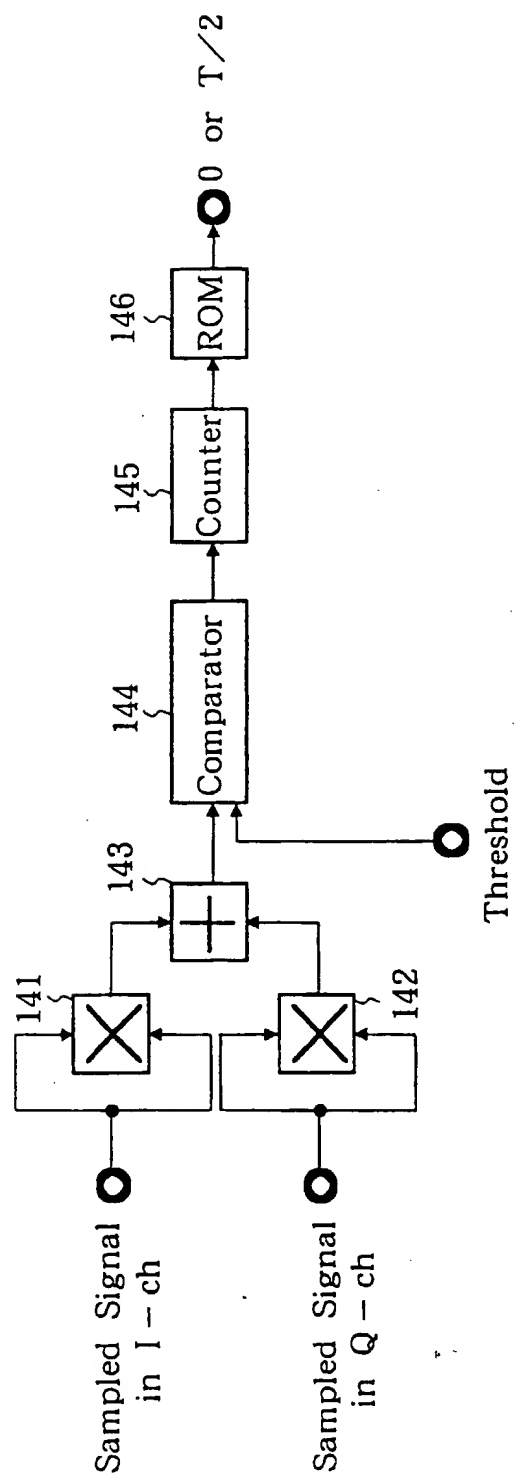 Sampled Signal
in I – ch
Sampled Signal
in Q – ch
141
142
143
144
Comparator
Threshold
145
Counter
146
ROM
0 or T/2